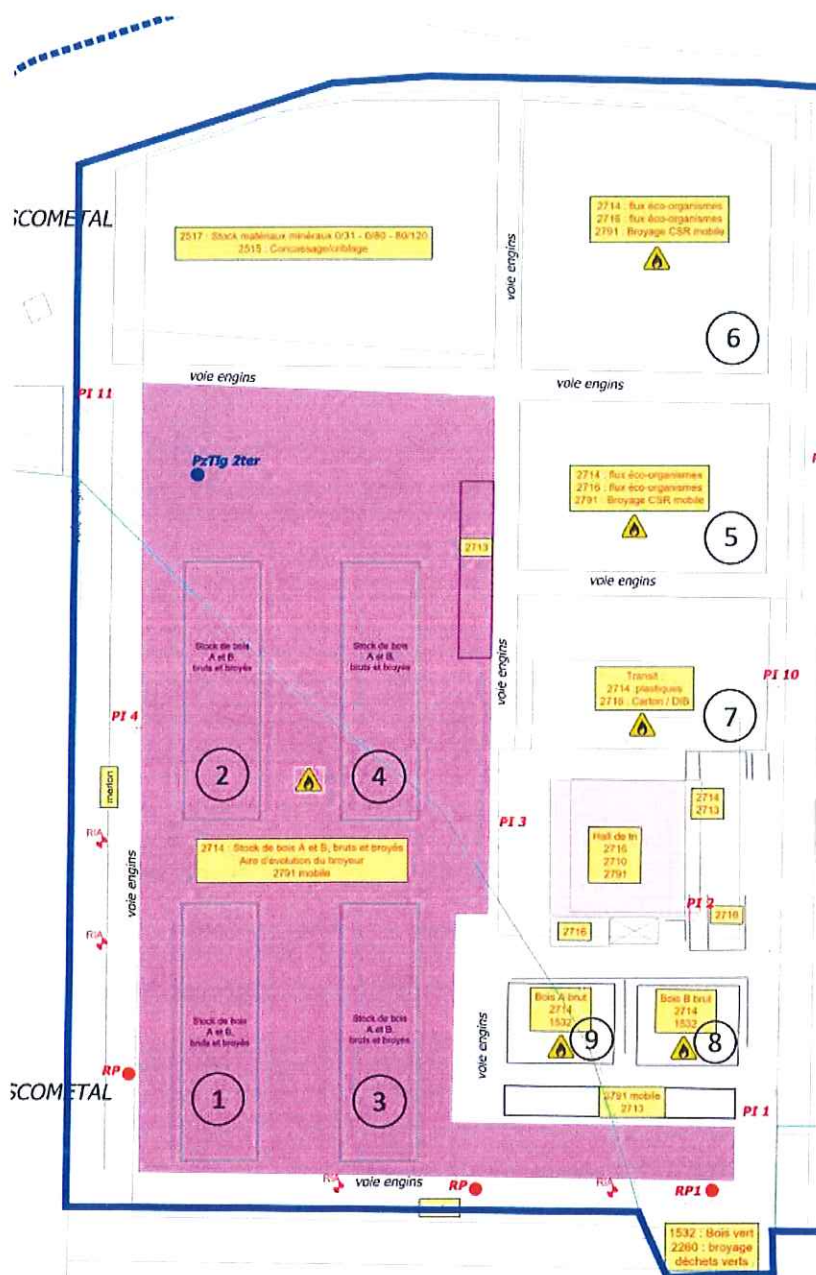 SCOMETAL
2517 : Stock matériaux minéraux 0/31 - 0/80 - 80/120
2515 : Concassage/criblage
voie engins
2714 : flux éco-organismes
2716 : flux éco-organismes
2791 : Broyage CSR mobile
6
voie engins
voie engins
PI 11
PzTlg 2ter
voie engins
2713
2714 : flux éco-organismes
2716 : flux éco-organismes
2791 : Broyage CSR mobile
5
voie engins
Stock de bois
A et B,
bruts et broyés
2
Stock de bois
A et B,
bruts et broyés
4
voie engins
Transit :
2714 plastiques
2716 : Carton / DIB
7
PI 10
PI 4
merlon
RIA
voie engins
2714 : Stock de bois A et B, bruts et broyés
Aire d'évolution du broyeur
2791 mobile
PI 3
Hall de tri
2716
2710
2791
2714
2713
PI 2
2716
2716
RIA
Stock de bois
A et B,
bruts et broyés
1
Stock de bois
A et B,
bruts et broyés
3
voie engins
Bois A brut
2714
1532
9
Bois B brut
2714
1532
8
RP
SCOMETAL
2791 mobile
2713
PI 1
RIA
voie engins
RP
RIA
RP1
1532 : Bois vert
2260 : broyage
déchets verts